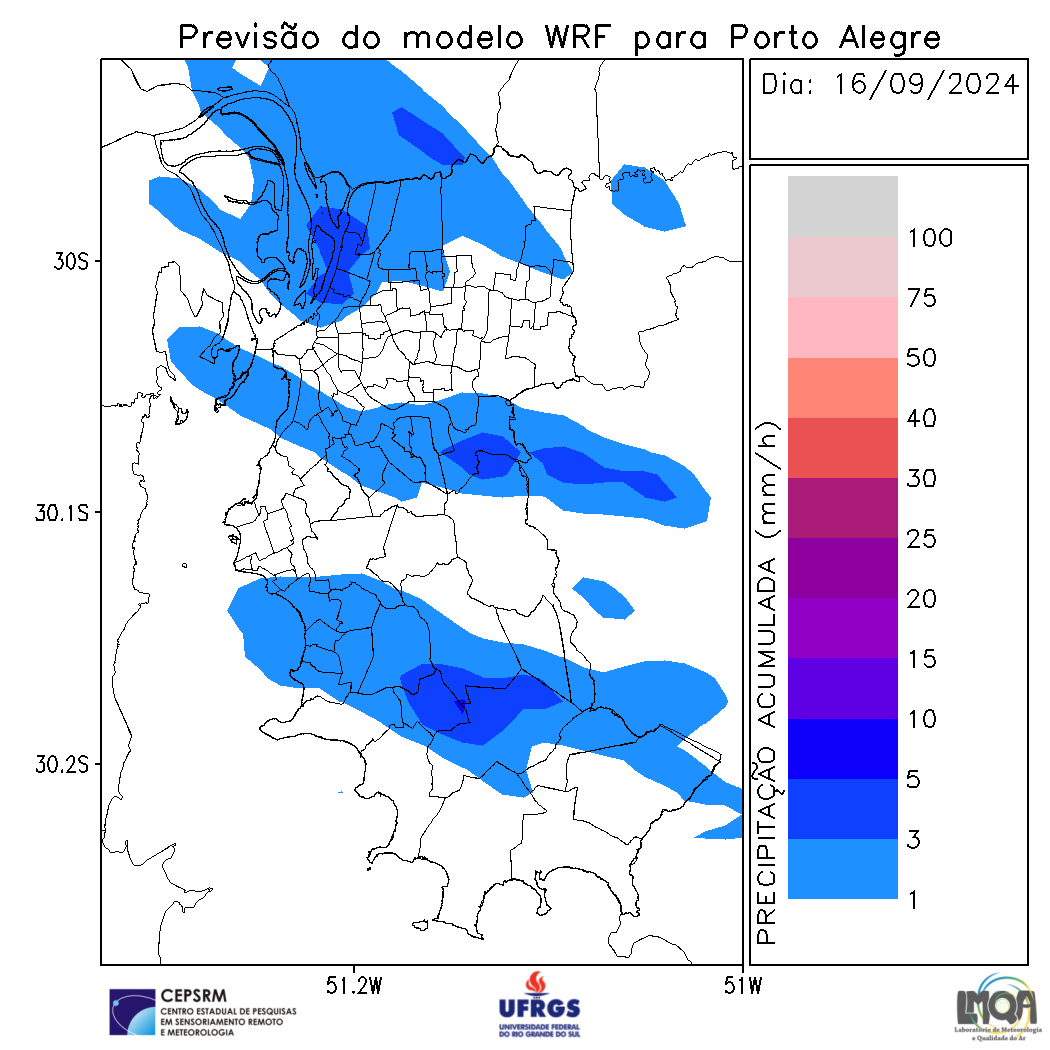 Previsão do modelo WRF para Porto Alegre
Dia: 16/09/2024
30S
30.1S
30.2S
51.2W
51W
PRECIPITAÇÃO ACUMULADA (mm/h)
100
75
50
40
30
25
20
15
10
5
3
1
CEPSRM
CENTRO ESTADUAL DE PESQUISAS
EM SENSORIAMENTO REMOTO
E METEOROLOGIA
UFRGS
UNIVERSIDADE FEDERAL
DO RIO GRANDE DO SUL
LMQA
Laboratório de Meteorologia
e Qualidade do Ar